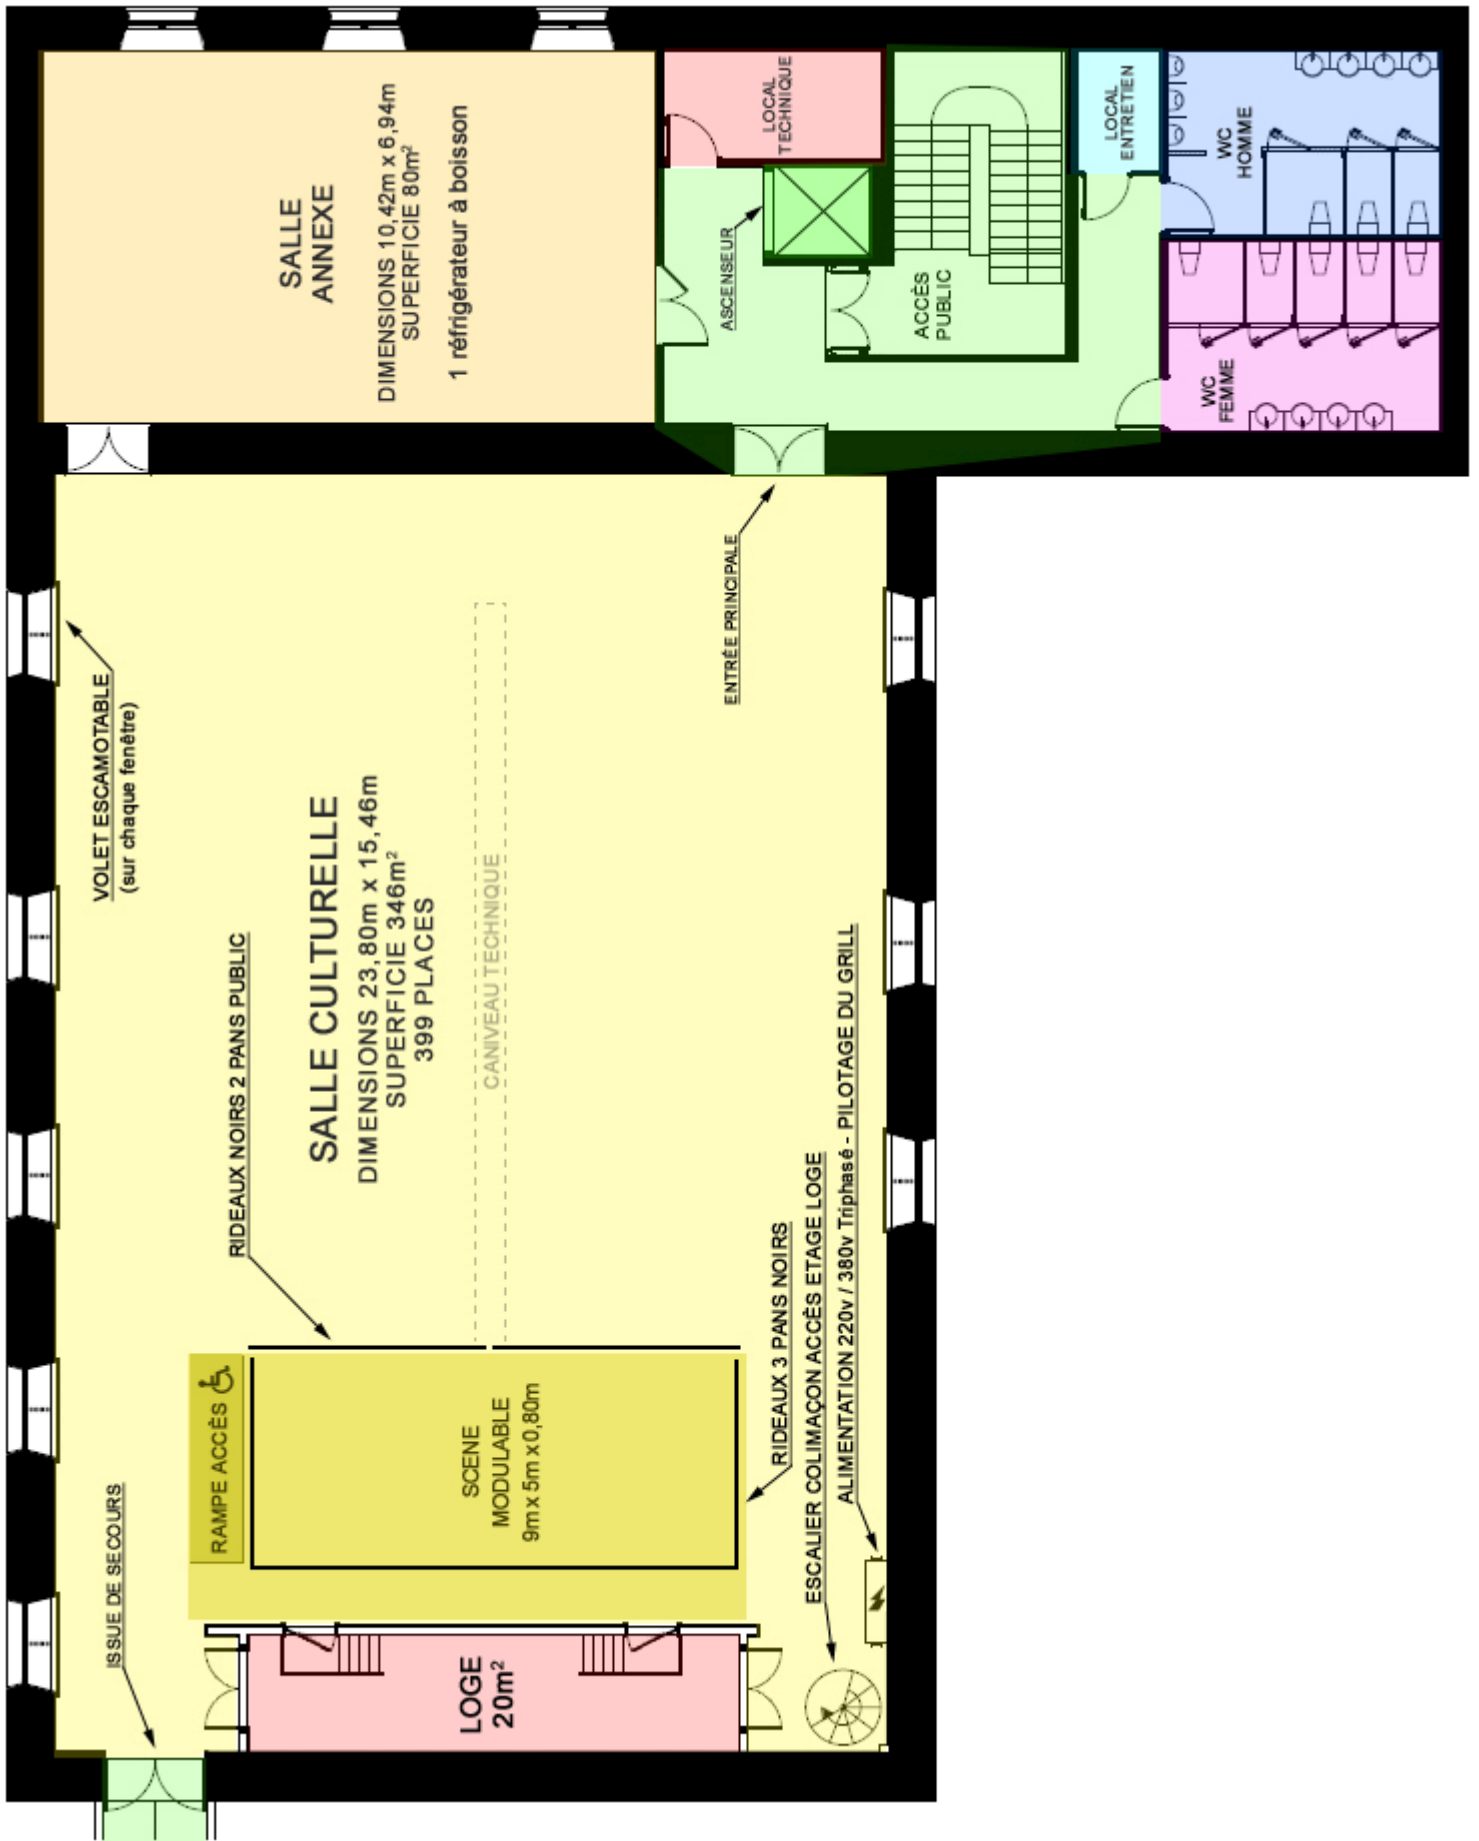 SALLE
ANNEXE
DIMENSIONS 10,42m x 6,94m
SUPERFICIE 80m²
1 réfrigérateur à boisson
LOCAL
TECHNIQUE
ASCENSEUR
ACCÈS
PUBLIC
LOCAL
ENTRETIEN
WC
HOMME
WC
FEMME
ENTRÉE PRINCIPALE
VOLET ESCAMOTABLE
(sur chaque fenêtre)
SALLE CULTURELLE
DIMENSIONS 23,80m x 15,46m
SUPERFICIE 346m²
399 PLACES
CANIVEAU TECHNIQUE
RIDEAUX NOIRS 2 PANS PUBLIC
RIDEAUX 3 PANS NOIRS
ESCALIER COLIMAÇON ACCÈS ETAGE LOGE
ALIMENTATION 220v / 380v Triphasé - PILOTAGE DU GRILL
RAMPE ACCÈS
SCENE
MODULABLE
9m x 5m x 0,80m
ISSUE DE SECOURS
LOGE
20m²